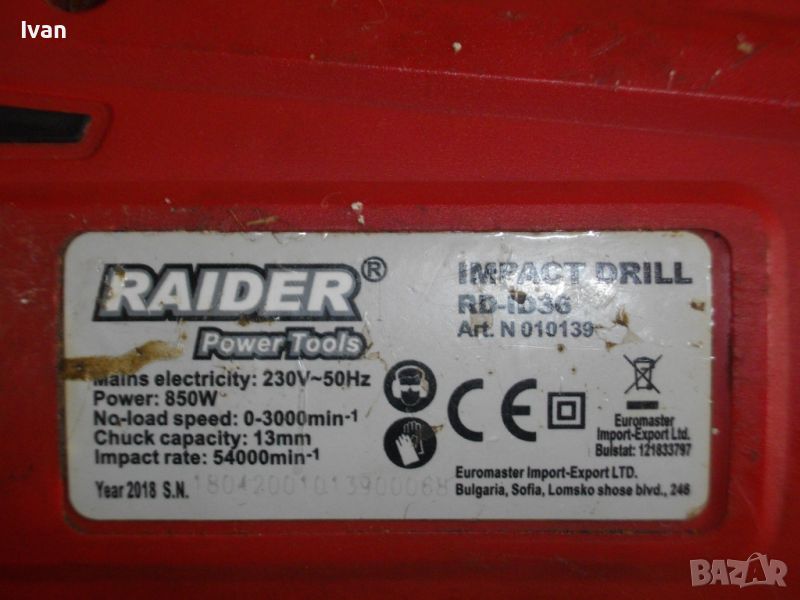 Ivan
RAIDER®
Power Tools
IMPACT DRILL
RD-ID36
Art. N 010139
Mains electricity: 230V~50Hz
Power: 850W
No-load speed: 0-3000min-1
Chuck capacity: 13mm
Impact rate: 54000min-1
Year 2018 S.N.
CE
Euromaster
Import-Export Ltd.
Bulstat: 121833797
Euromaster Import-Export LTD.
Bulgaria, Sofia, Lomsko shose blvd., 246
BAZAR